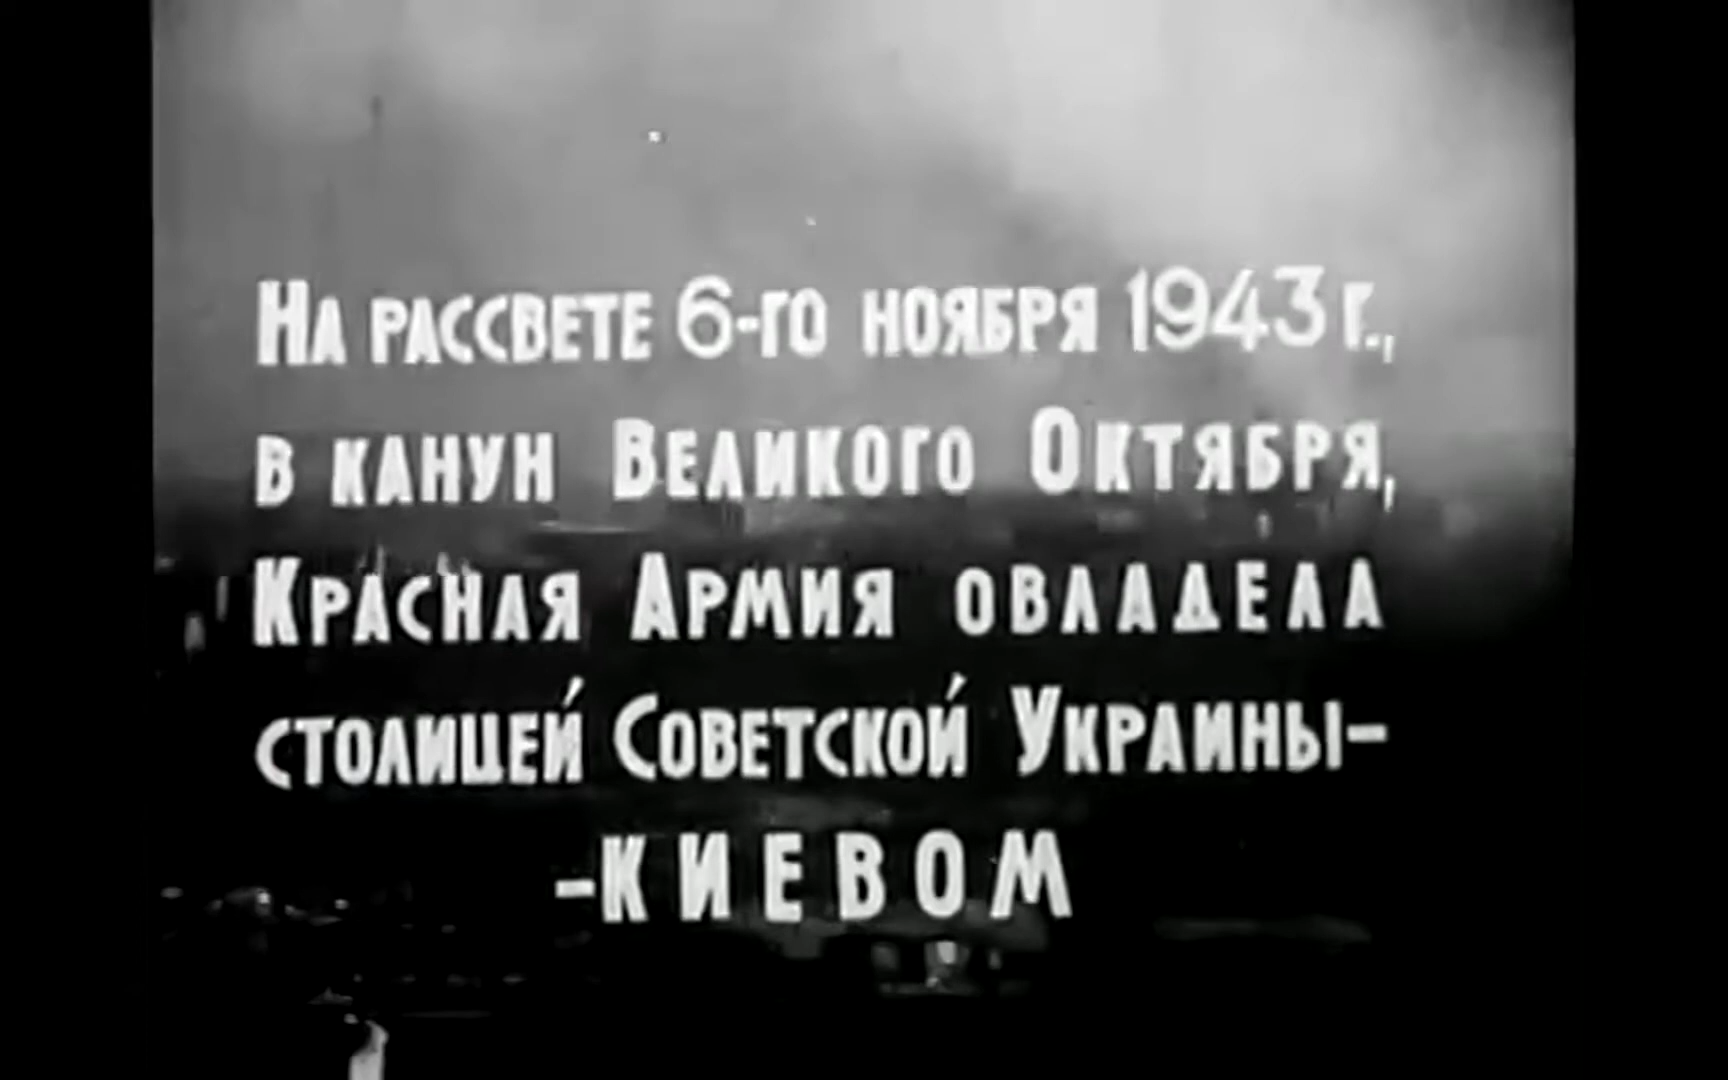 На рассвете 6-го ноября 1943 г.,
в канун Великого Октября,
Красная Армия овладела
столицей Советской Украины-
-КИЕВОМ